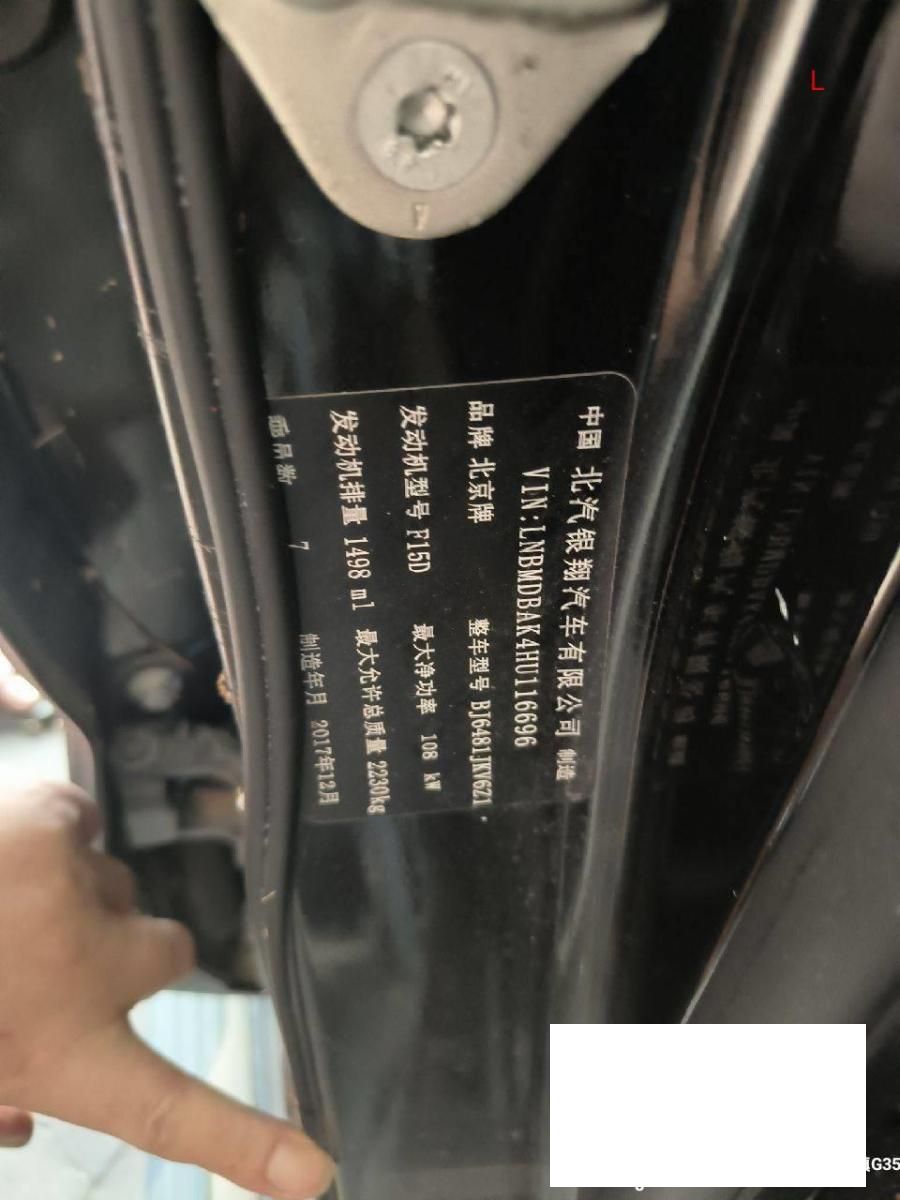 中国 北汽银翔汽车有限公司 制造
VIN:LNBMDBAK4HU116696
品牌 北京牌 整车型号 BJ6481JKV6Z1
发动机型号 F15D 最大净功率 108 kW
发动机排量 1498 ml 最大允许总质量 2230kg
乘员数 7 制造年月 2017年12月
L
G35